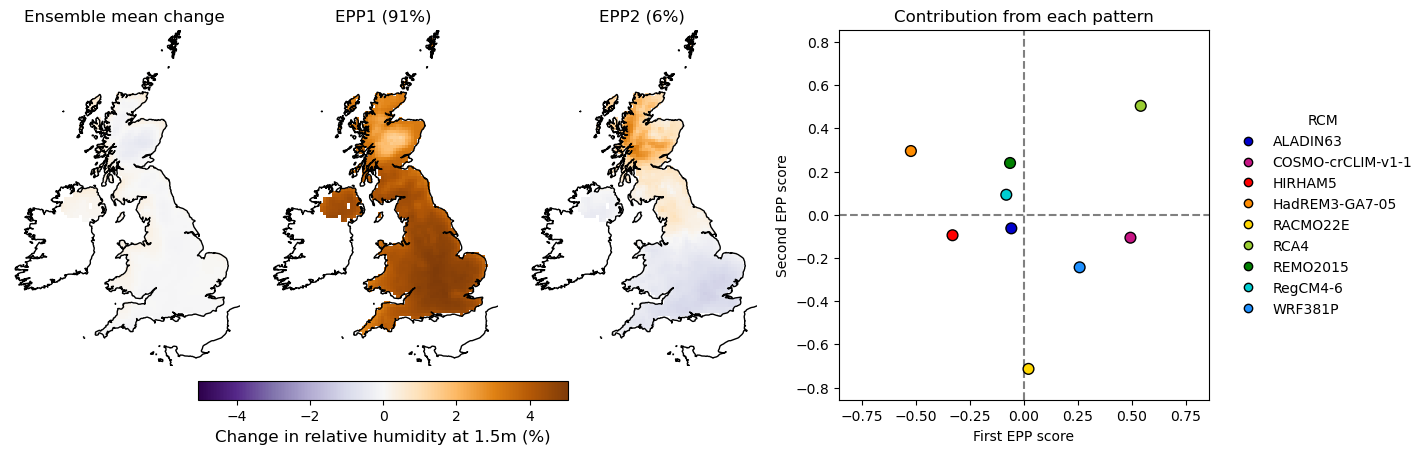 Ensemble mean change
EPP1 (91%)
EPP2 (6%)
−4
−2
0
2
4
Change in relative humidity at 1.5m (%)
Contribution from each pattern
Second EPP score
0.8
0.6
0.4
0.2
0.0
−0.2
−0.4
−0.6
−0.8
−0.75
−0.50
−0.25
0.00
0.25
0.50
0.75
First EPP score
RCM
ALADIN63
COSMO-crCLIM-v1-1
HIRHAM5
HadREM3-GA7-05
RACMO22E
RCA4
REMO2015
RegCM4-6
WRF381P